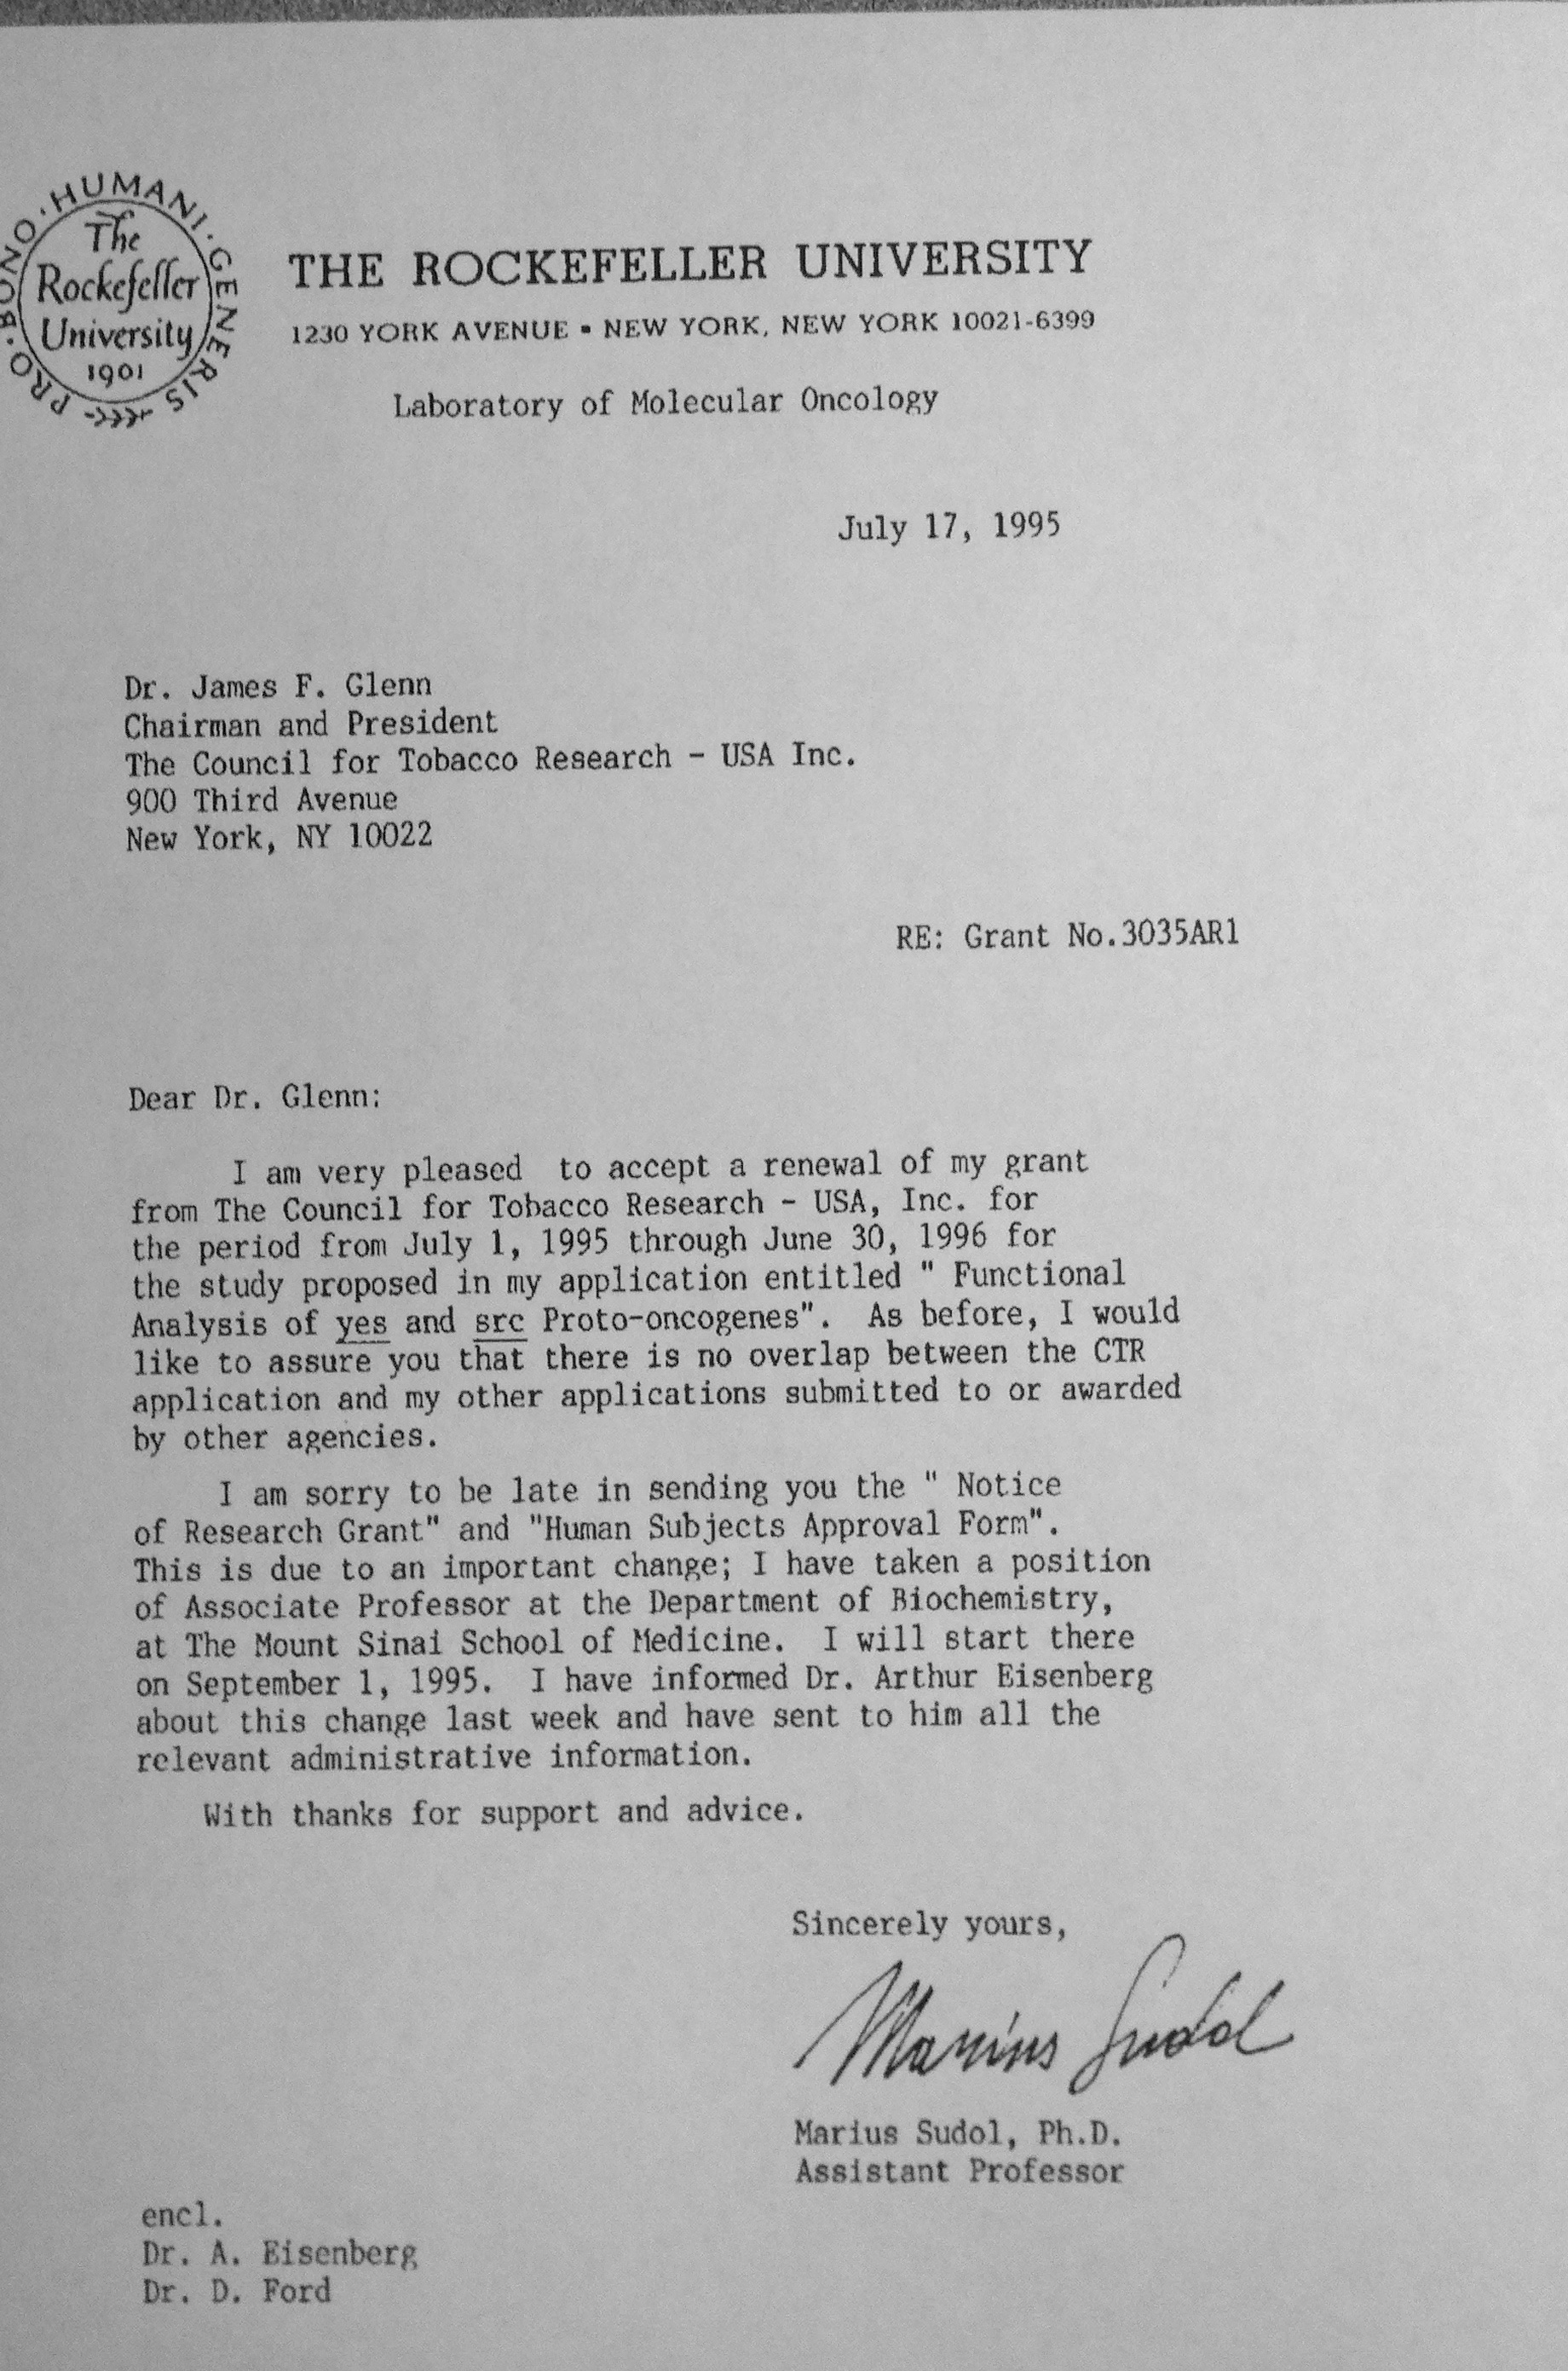 PRO · BONO · HUMANI · GENERIS
The
Rockefeller
University
1901
THE ROCKEFELLER UNIVERSITY
1230 YORK AVENUE ▪ NEW YORK, NEW YORK 10021-6399
Laboratory of Molecular Oncology
July 17, 1995
Dr. James F. Glenn
Chairman and President
The Council for Tobacco Research - USA Inc.
900 Third Avenue
New York, NY 10022
RE: Grant No.3035AR1
Dear Dr. Glenn:
I am very pleased  to accept a renewal of my grant
from The Council for Tobacco Research - USA, Inc. for
the period from July 1, 1995 through June 30, 1996 for
the study proposed in my application entitled " Functional
Analysis of yes and src Proto-oncogenes".  As before, I would
like to assure you that there is no overlap between the CTR
application and my other applications submitted to or awarded
by other agencies.
I am sorry to be late in sending you the " Notice
of Research Grant" and "Human Subjects Approval Form".
This is due to an important change; I have taken a position
of Associate Professor at the Department of Biochemistry,
at The Mount Sinai School of Medicine.  I will start there
on September 1, 1995.  I have informed Dr. Arthur Eisenberg
about this change last week and have sent to him all the
relevant administrative information.
With thanks for support and advice.
Sincerely yours,
Marius Sudol
Marius Sudol, Ph.D.
Assistant Professor
encl.
Dr. A. Eisenberg
Dr. D. Ford